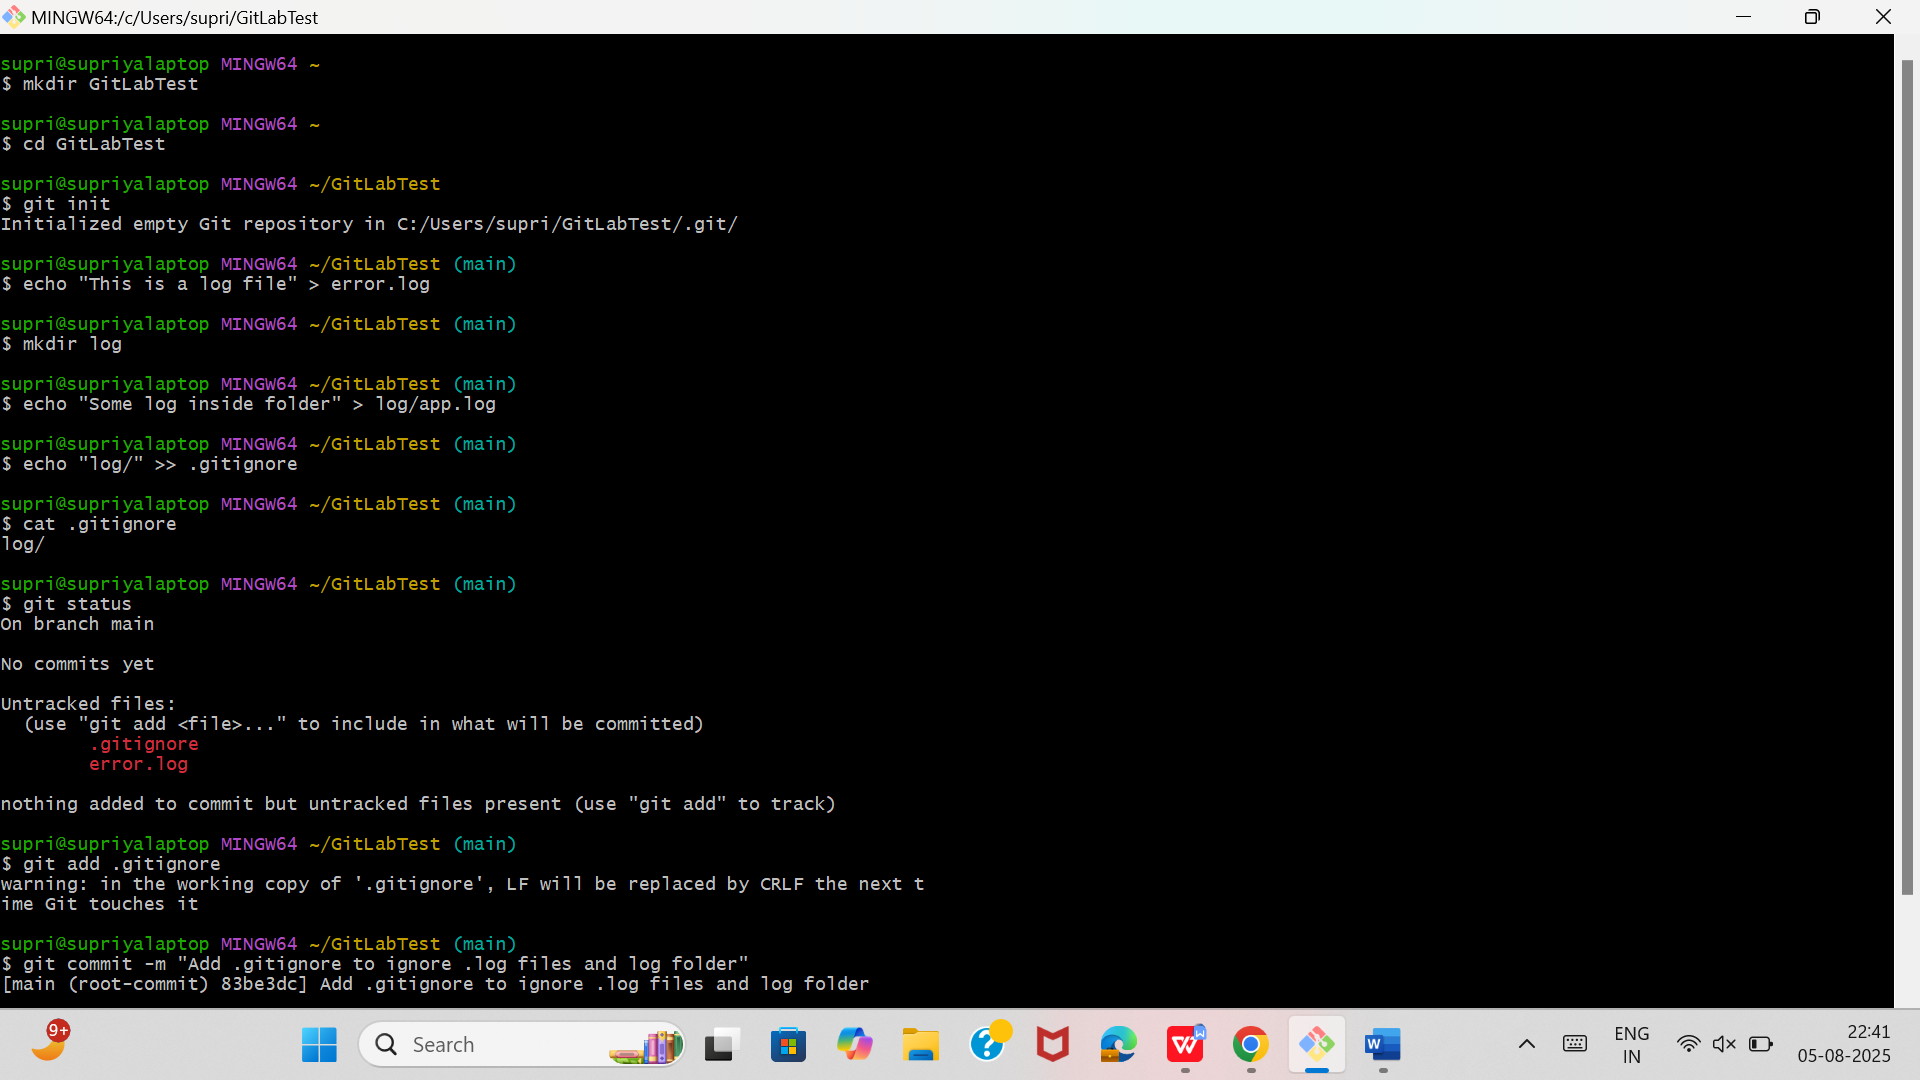 MINGW64:/c/Users/supri/GitLabTest
supri@supriyalaptop MINGW64 ~
$ mkdir GitLabTest
supri@supriyalaptop MINGW64 ~
$ cd GitLabTest
supri@supriyalaptop MINGW64 ~/GitLabTest
$ git init
Initialized empty Git repository in C:/Users/supri/GitLabTest/.git/
supri@supriyalaptop MINGW64 ~/GitLabTest (main)
$ echo "This is a log file" > error.log
supri@supriyalaptop MINGW64 ~/GitLabTest (main)
$ mkdir log
supri@supriyalaptop MINGW64 ~/GitLabTest (main)
$ echo "Some log inside folder" > log/app.log
supri@supriyalaptop MINGW64 ~/GitLabTest (main)
$ echo "log/" >> .gitignore
supri@supriyalaptop MINGW64 ~/GitLabTest (main)
$ cat .gitignore
log/
supri@supriyalaptop MINGW64 ~/GitLabTest (main)
$ git status
On branch main
No commits yet
Untracked files:
  (use "git add <file>..." to include in what will be committed)
        .gitignore
        error.log
nothing added to commit but untracked files present (use "git add" to track)
supri@supriyalaptop MINGW64 ~/GitLabTest (main)
$ git add .gitignore
warning: in the working copy of '.gitignore', LF will be replaced by CRLF the next t
ime Git touches it
supri@supriyalaptop MINGW64 ~/GitLabTest (main)
$ git commit -m "Add .gitignore to ignore .log files and log folder"
[main (root-commit) 83be3dc] Add .gitignore to ignore .log files and log folder
9+
Search
W
W
W
ENG
IN
22:41
05-08-2025